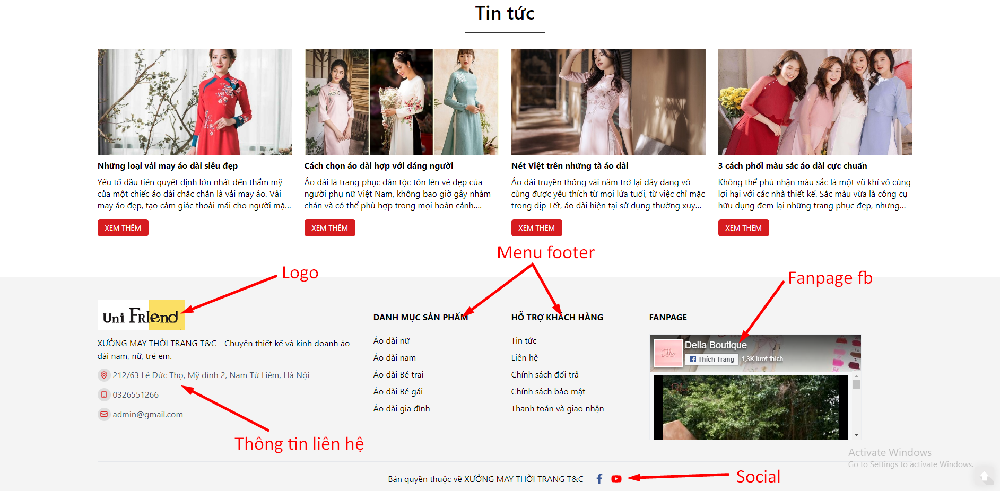 Tin tức
Những loại vải may áo dài siêu đẹp
Yếu tố đầu tiên quyết định lớn nhất đến thẩm mỹ
của một chiếc áo dài chắc chắn là vải may áo. Vải
may áo đẹp, tạo cảm giác thoải mái cho người mặ...
XEM THÊM
Cách chọn áo dài hợp với dáng người
Áo dài là trang phục dân tộc tôn lên vẻ đẹp của
người phụ nữ Việt Nam, không bao giờ gây nhàm
chán và có thể phù hợp trong mọi hoàn cảnh....
XEM THÊM
Nét Việt trên những tà áo dài
Áo dài truyền thống vài năm trở lại đây đang vô
cùng được yêu thích từ mọi lứa tuổi, từ việc chỉ mặc
trong dịp Tết, áo dài hiện tại sử dụng thường xuy...
XEM THÊM
3 cách phối màu sắc áo dài cực chuẩn
Không thể phủ nhận màu sắc là một vũ khí vô cùng
lợi hại với các nhà thiết kế. Sắc màu vừa là công cụ
hữu dụng đem lại những trang phục đẹp, nhưng...
XEM THÊM
Menu footer
Logo
Fanpage fb
Uni FRIend
XƯỞNG MAY THỜI TRANG T&C - Chuyên thiết kế và kinh doanh áo
dài nam, nữ, trẻ em.
212/63 Lê Đức Thọ, Mỹ đình 2, Nam Từ Liêm, Hà Nội
0326551266
admin@gmail.com
Thông tin liên hệ
DANH MỤC SẢN PHẨM
Áo dài nữ
Áo dài nam
Áo dài Bé trai
Áo dài Bé gái
Áo dài gia đình
HỖ TRỢ KHÁCH HÀNG
Tin tức
Liên hệ
Chính sách đổi trả
Chính sách bảo mật
Thanh toán và giao nhận
FANPAGE
Delia
Delia Boutique
Thích Trang
1,3K lượt thích
Activate Windows
Go to Settings to activate Windows.
Bản quyền thuộc về XƯỞNG MAY THỜI TRANG T&C
Social